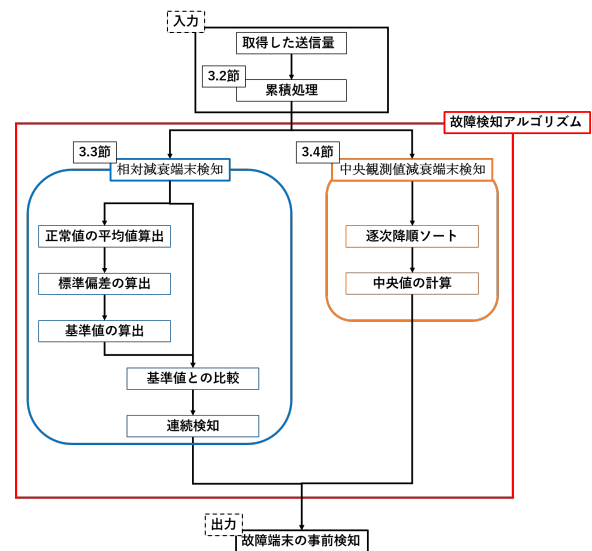 入力
取得した送信量
3.2節
累積処理
故障検知アルゴリズム
3.3節
相対減衰端末検知
3.4節
中央観測値減衰端末検知
正常値の平均値算出
標準偏差の算出
基準値の算出
基準値との比較
連続検知
逐次降順ソート
中央値の計算
出力
故障端末の事前検知